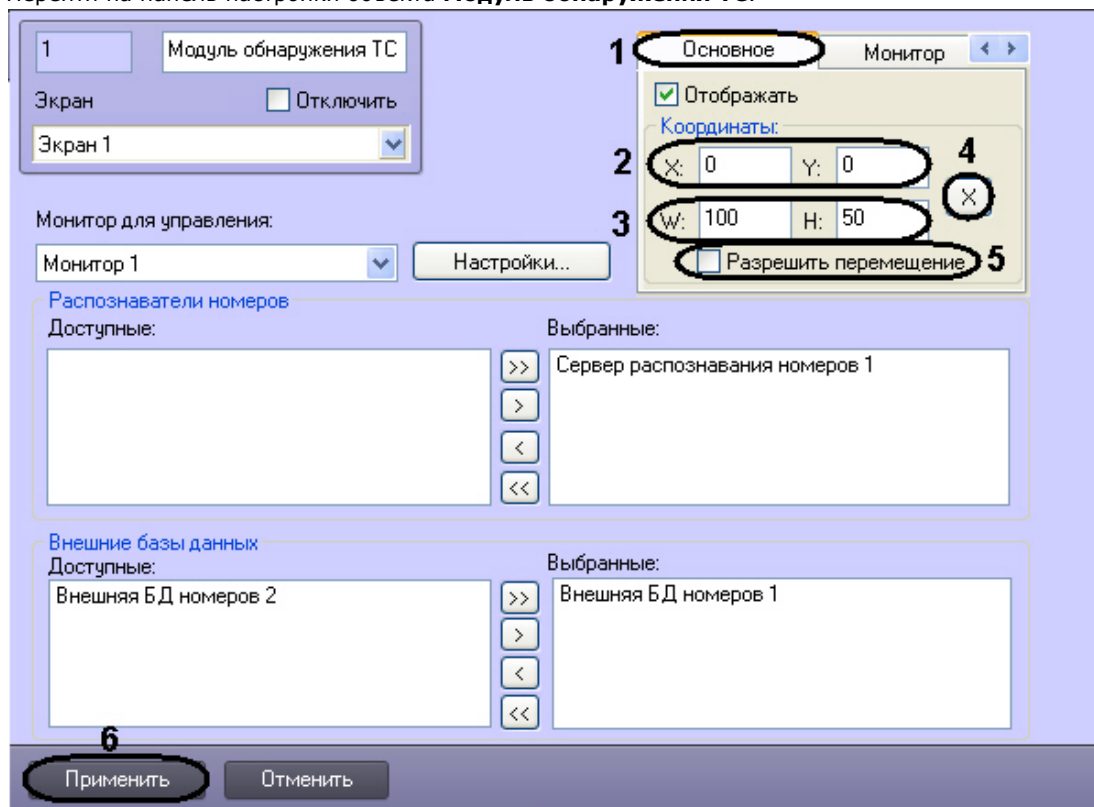 Перейти на панель настройки объекта Модуль обнаружения ТС.
1 Модуль обнаружения ТС
Экран Отключить
Экран 1
1 Основное Монитор
Отображать
Координаты:
2 X: 0 Y: 0 4
X
3 W: 100 H: 50
Разрешить перемещение 5
Монитор для управления:
Монитор 1 Настройки...
Распознаватели номеров
Доступные: Выбранные:
>> Сервер распознавания номеров 1
>
<
<<
Внешние базы данных
Доступные: Выбранные:
Внешняя БД номеров 2 >> Внешняя БД номеров 1
>
<
<<
6
Применить Отменить